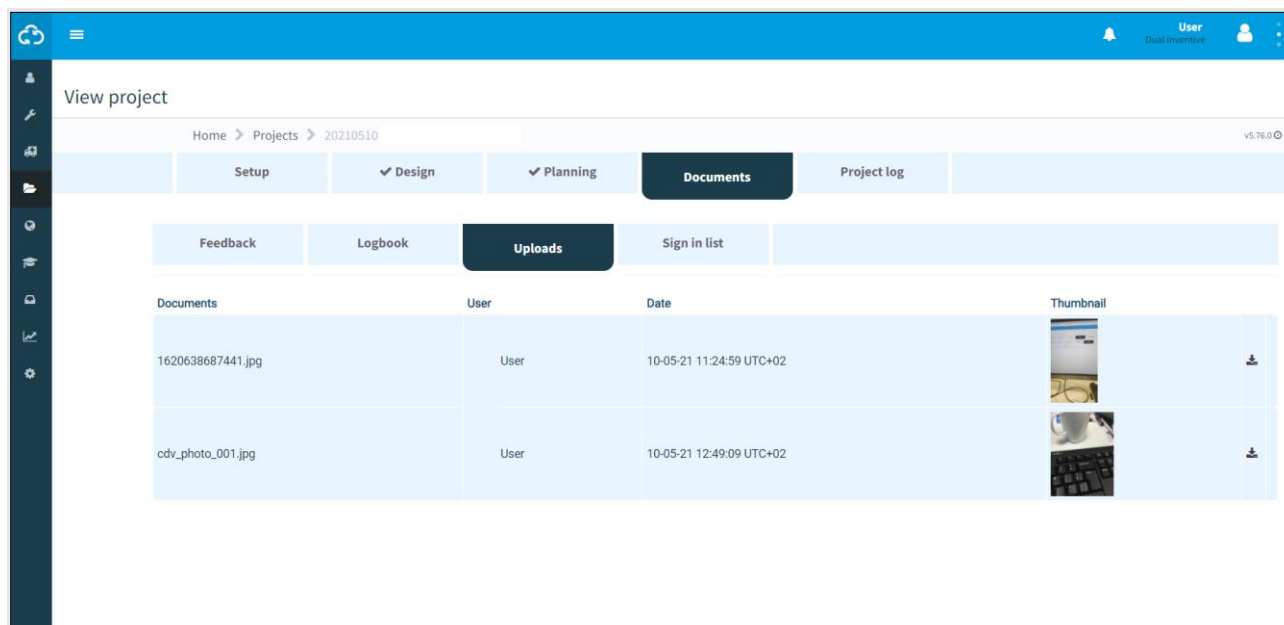 User
Dual Inventive
View project
Home Projects 20210510
v5.76.0
Setup Design Planning Documents Project log
Feedback Logbook Uploads Sign in list
Documents User Date Thumbnail
1620638687441.jpg User 10-05-21 11:24:59 UTC+02
cdv_photo_001.jpg User 10-05-21 12:49:09 UTC+02